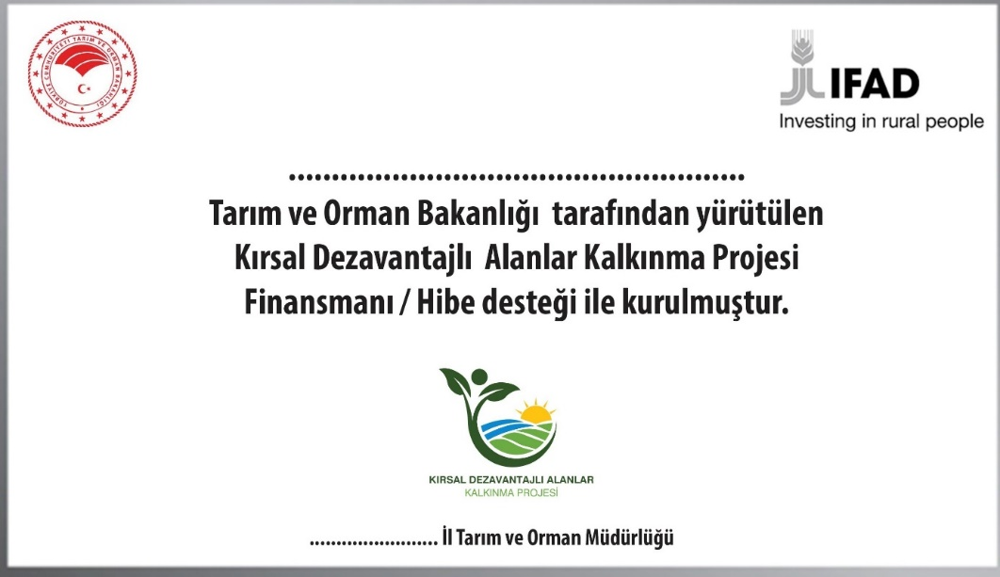 TÜRKİYE CUMHURİYETİ TARIM VE ORMAN BAKANLIĞI
IFAD
Investing in rural people
......................................................
Tarım ve Orman Bakanlığı tarafından yürütülen
Kırsal Dezavantajlı Alanlar Kalkınma Projesi
Finansmanı / Hibe desteği ile kurulmuştur.
KIRSAL DEZAVANTAJLI ALANLAR
KALKINMA PROJESİ
........................ İl Tarım ve Orman Müdürlüğü